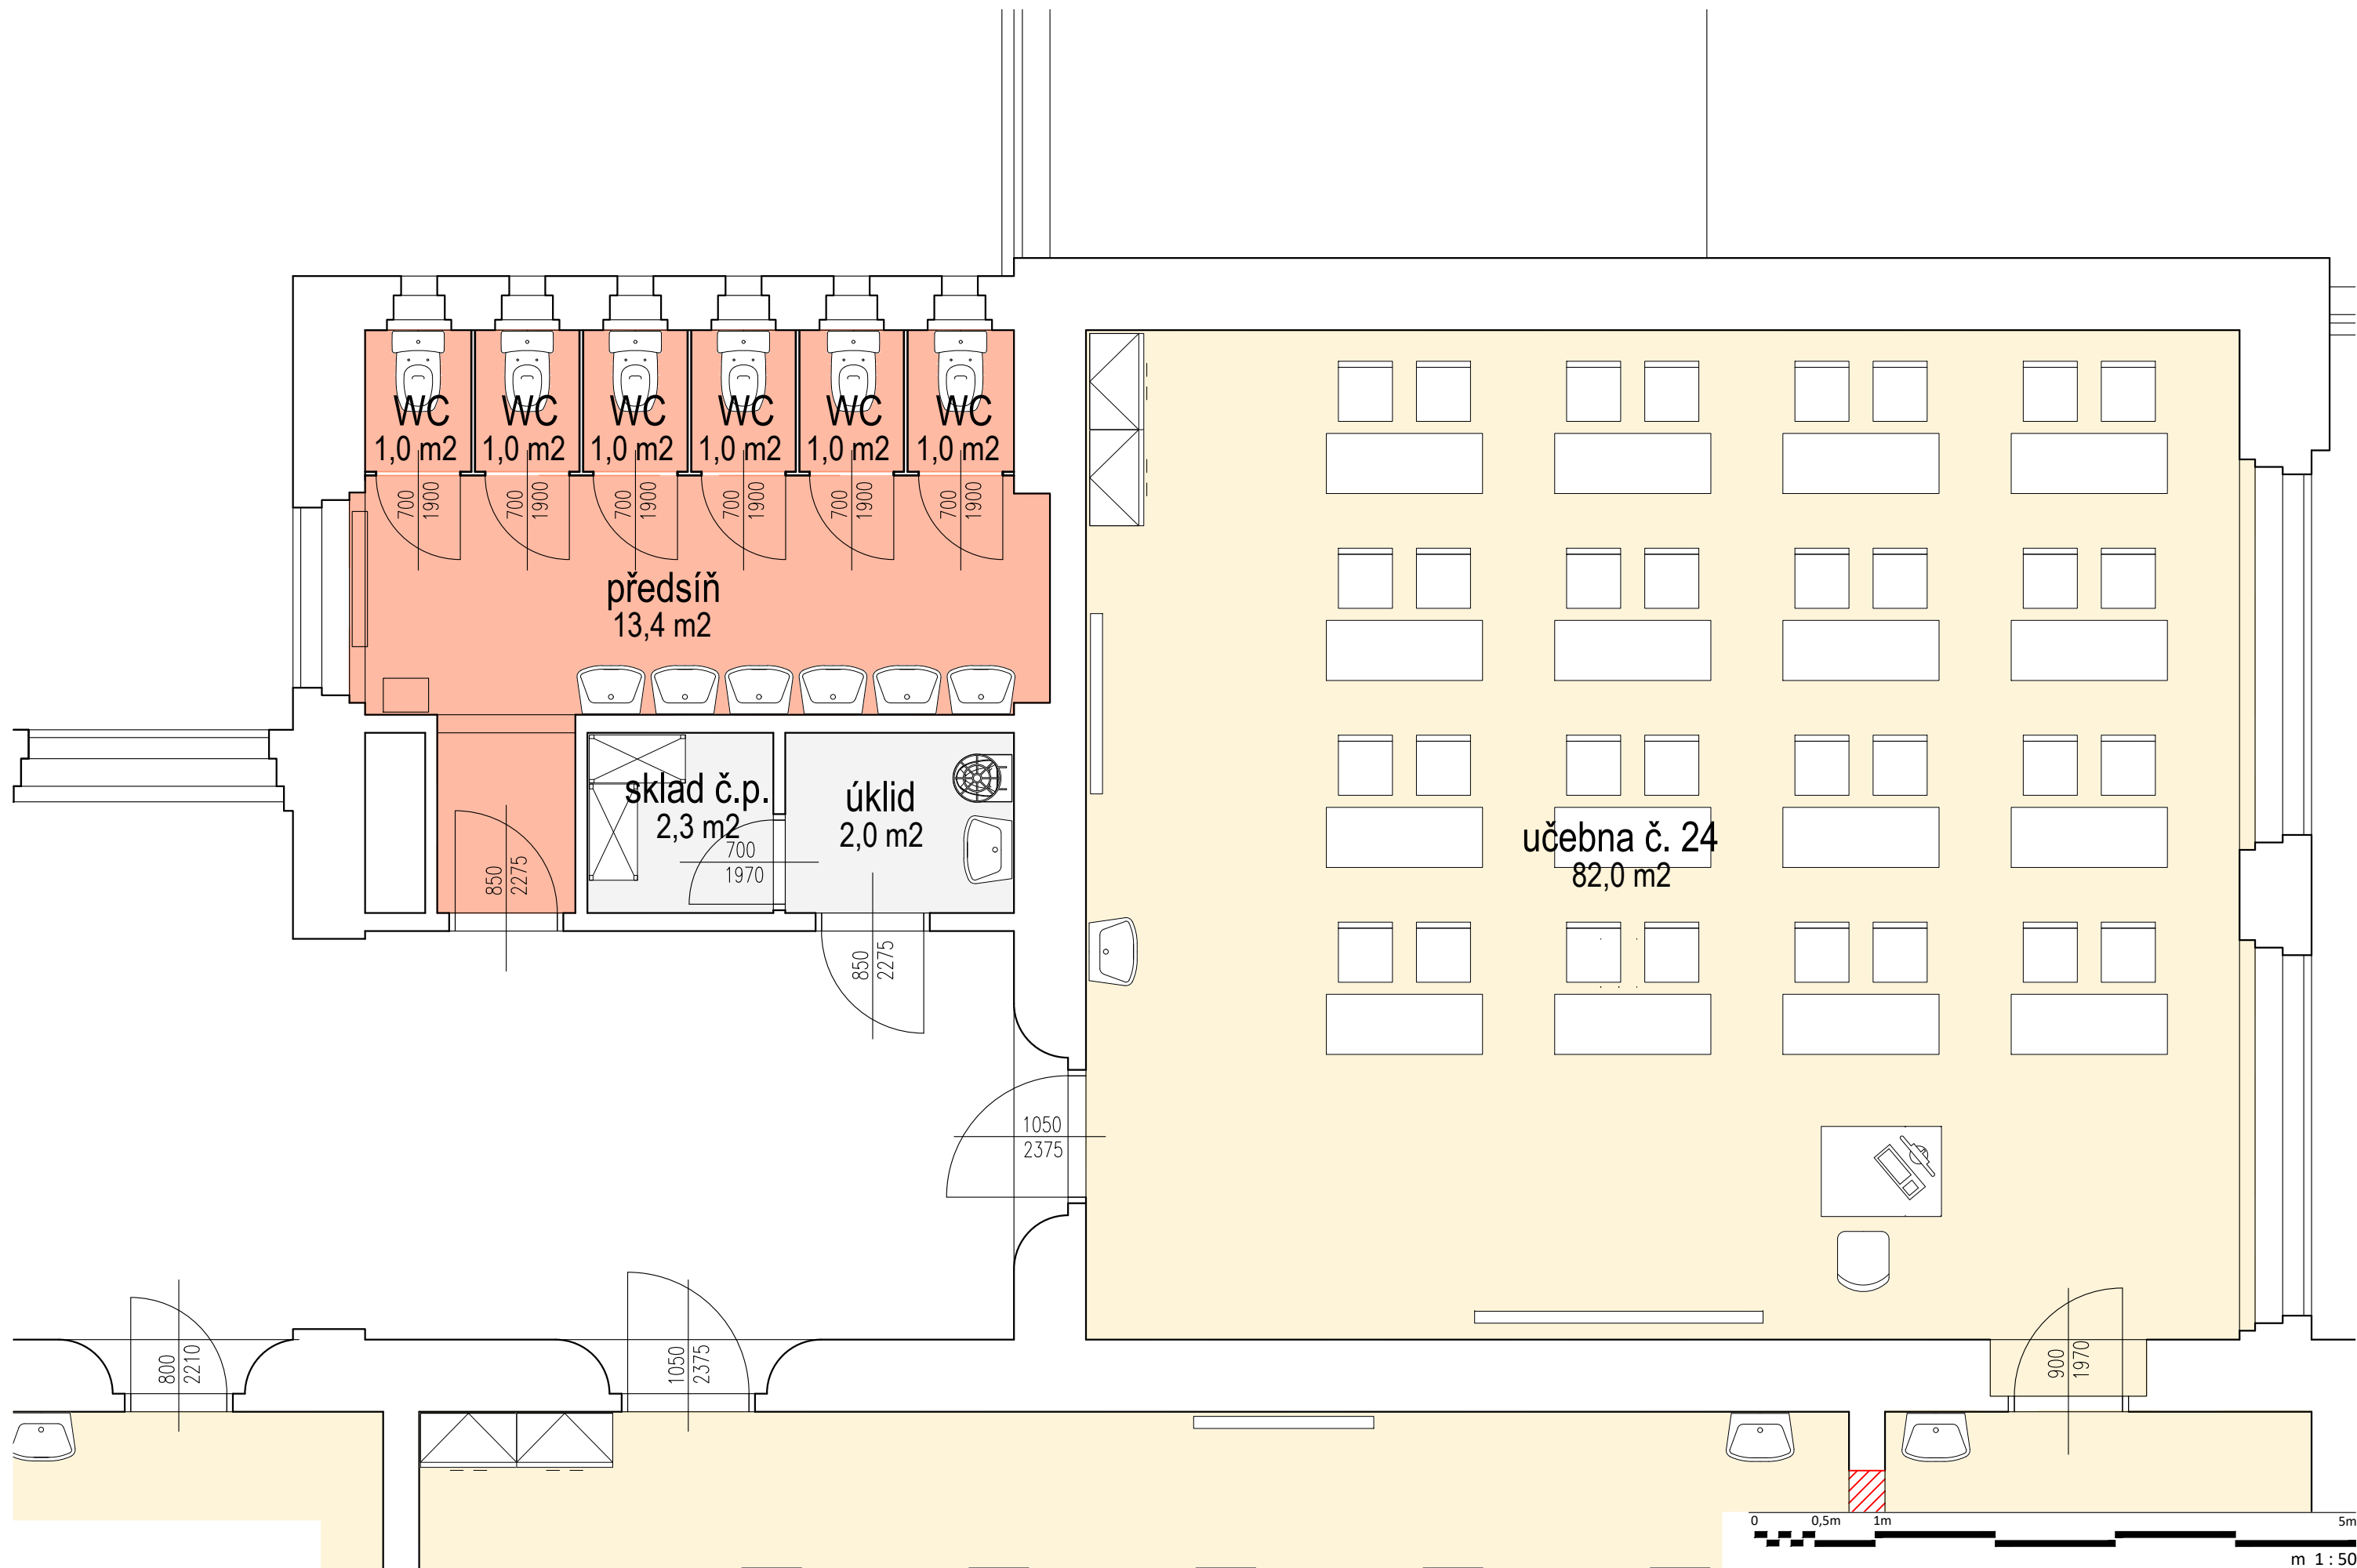 WC
1,0 m2
WC
1,0 m2
WC
1,0 m2
WC
1,0 m2
WC
1,0 m2
WC
1,0 m2
700
1900
700
1900
700
1900
700
1900
700
1900
700
1900
předsíň
13,4 m2
sklad č.p.
2,3 m2
úklid
2,0 m2
700
1970
850
2275
850
2275
učebna č. 24
82,0 m2
1050
2375
800
2210
1050
2375
900
1970
0
0,5m
1m
5m
m 1 : 50